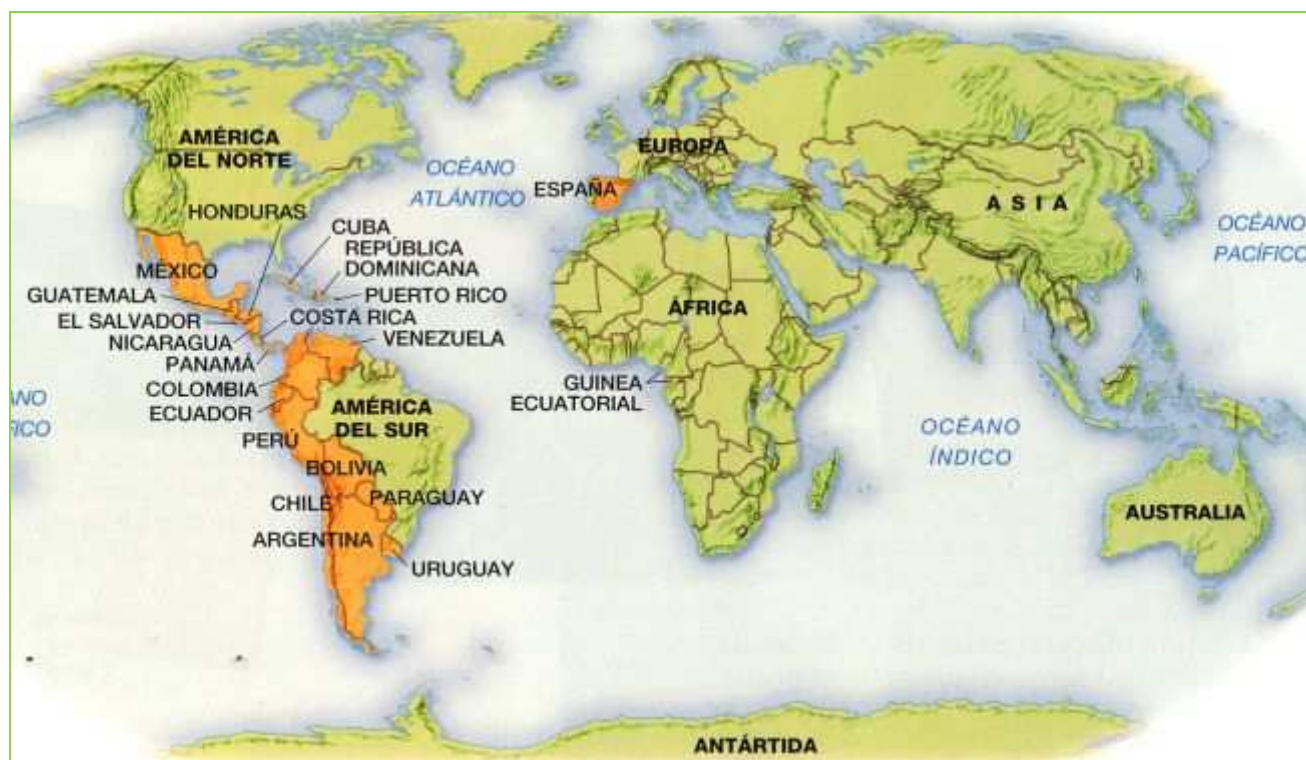 AMÉRICA
DEL NORTE
OCÉANO
ATLÁNTICO
EUROPA
ESPAÑA
ASIA
OCÉANO
PACÍFICO
HONDURAS
CUBA
REPÚBLICA
DOMINICANA
PUERTO RICO
MÉXICO
GUATEMALA
EL SALVADOR
COSTA RICA
NICARAGUA
VENEZUELA
PANAMÁ
COLOMBIA
ECUADOR
ÁFRICA
GUINEA
ECUATORIAL
ANO
FICO
AMÉRICA
DEL SUR
PERÚ
BOLIVIA
CHILE
PARAGUAY
ARGENTINA
URUGUAY
OCÉANO
ÍNDICO
AUSTRALIA
ANTÁRTIDA